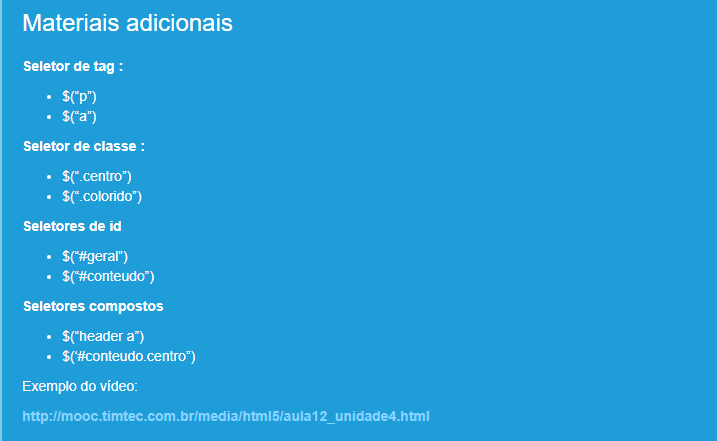 Materiais adicionais
Seletor de tag :
• $(“p”)
• $(“a”)
Seletor de classe :
• $(“.centro”)
• $(“.colorido”)
Seletores de id
• $(“#geral”)
• $(“#conteudo”)
Seletores compostos
• $(“header a”)
• $(‘#conteudo.centro”)
Exemplo do vídeo:
http://mooc.timtec.com.br/media/html5/aula12_unidade4.html